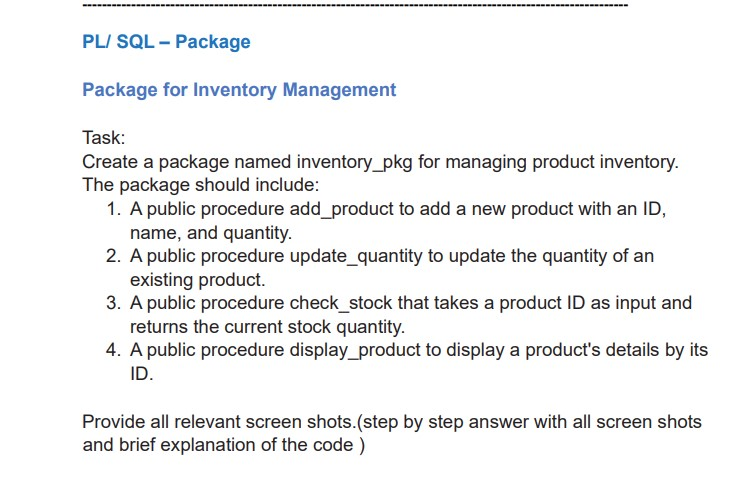 PL/ SQL – Package
Package for Inventory Management
Task:
Create a package named inventory_pkg for managing product inventory.
The package should include:
1. A public procedure add_product to add a new product with an ID,
name, and quantity.
2. A public procedure update_quantity to update the quantity of an
existing product.
3. A public procedure check_stock that takes a product ID as input and
returns the current stock quantity.
4. A public procedure display_product to display a product's details by its
ID.
Provide all relevant screen shots.(step by step answer with all screen shots
and brief explanation of the code )